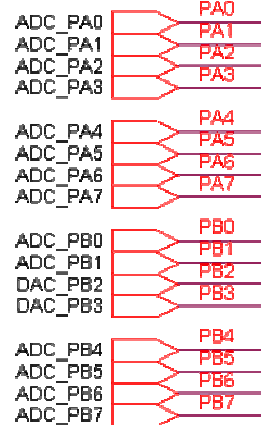 ADC_PA0 PA0
ADC_PA1 PA1
ADC_PA2 PA2
ADC_PA3 PA3
ADC_PA4 PA4
ADC_PA5 PA5
ADC_PA6 PA6
ADC_PA7 PA7
ADC_PB0 PB0
ADC_PB1 PB1
DAC_PB2 PB2
DAC_PB3 PB3
ADC_PB4 PB4
ADC_PB5 PB5
ADC_PB6 PB6
ADC_PB7 PB7